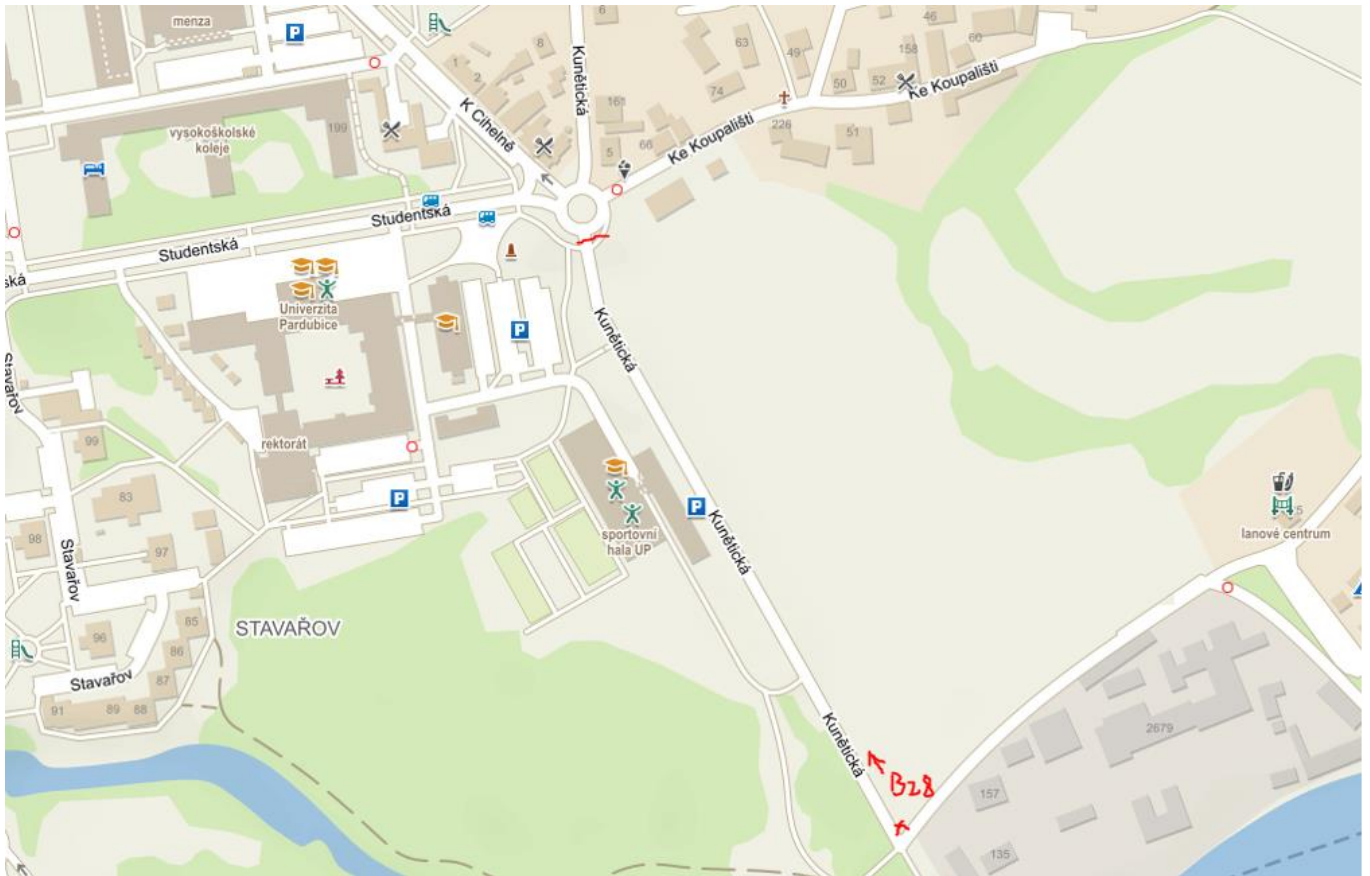 menza
P
6
8
1
2
Kunětická
63
49
46
158
60
50
52
74
Ke Koupališti
K Cihelně
161
199
vysokoškolské
koleje
5
66
Ke Koupališti
226
51
Studentská
Studentská
ská
Univerzita
Pardubice
P
Kunětická
Stavařov
99
rektorát
83
P
98
97
Stavařov
sportovní
hala UP
P
Kunětická
lanové centrum
STAVAŘOV
85
96
86
87
Stavařov
91
89
88
Kunětická
B28
2679
157
135